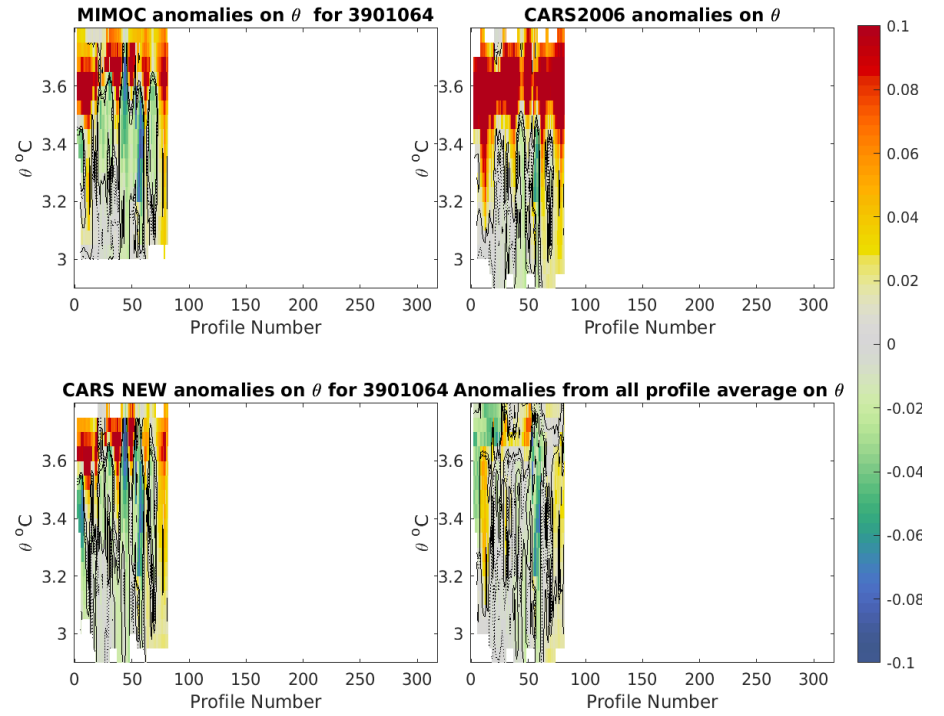 MIMOC anomalies on θ for 3901064
3.6
3.4
3.2
3
θ °C
0 50 100 150 200 250 300
Profile Number
CARS2006 anomalies on θ
3.6
3.4
3.2
3
θ °C
0 50 100 150 200 250 300
Profile Number
CARS NEW anomalies on θ for 3901064
3.6
3.4
3.2
3
θ °C
0 50 100 150 200 250 300
Profile Number
Anomalies from all profile average on θ
3.6
3.4
3.2
3
θ °C
0 50 100 150 200 250 300
Profile Number
0.1
0.08
0.06
0.04
0.02
0
-0.02
-0.04
-0.06
-0.08
-0.1